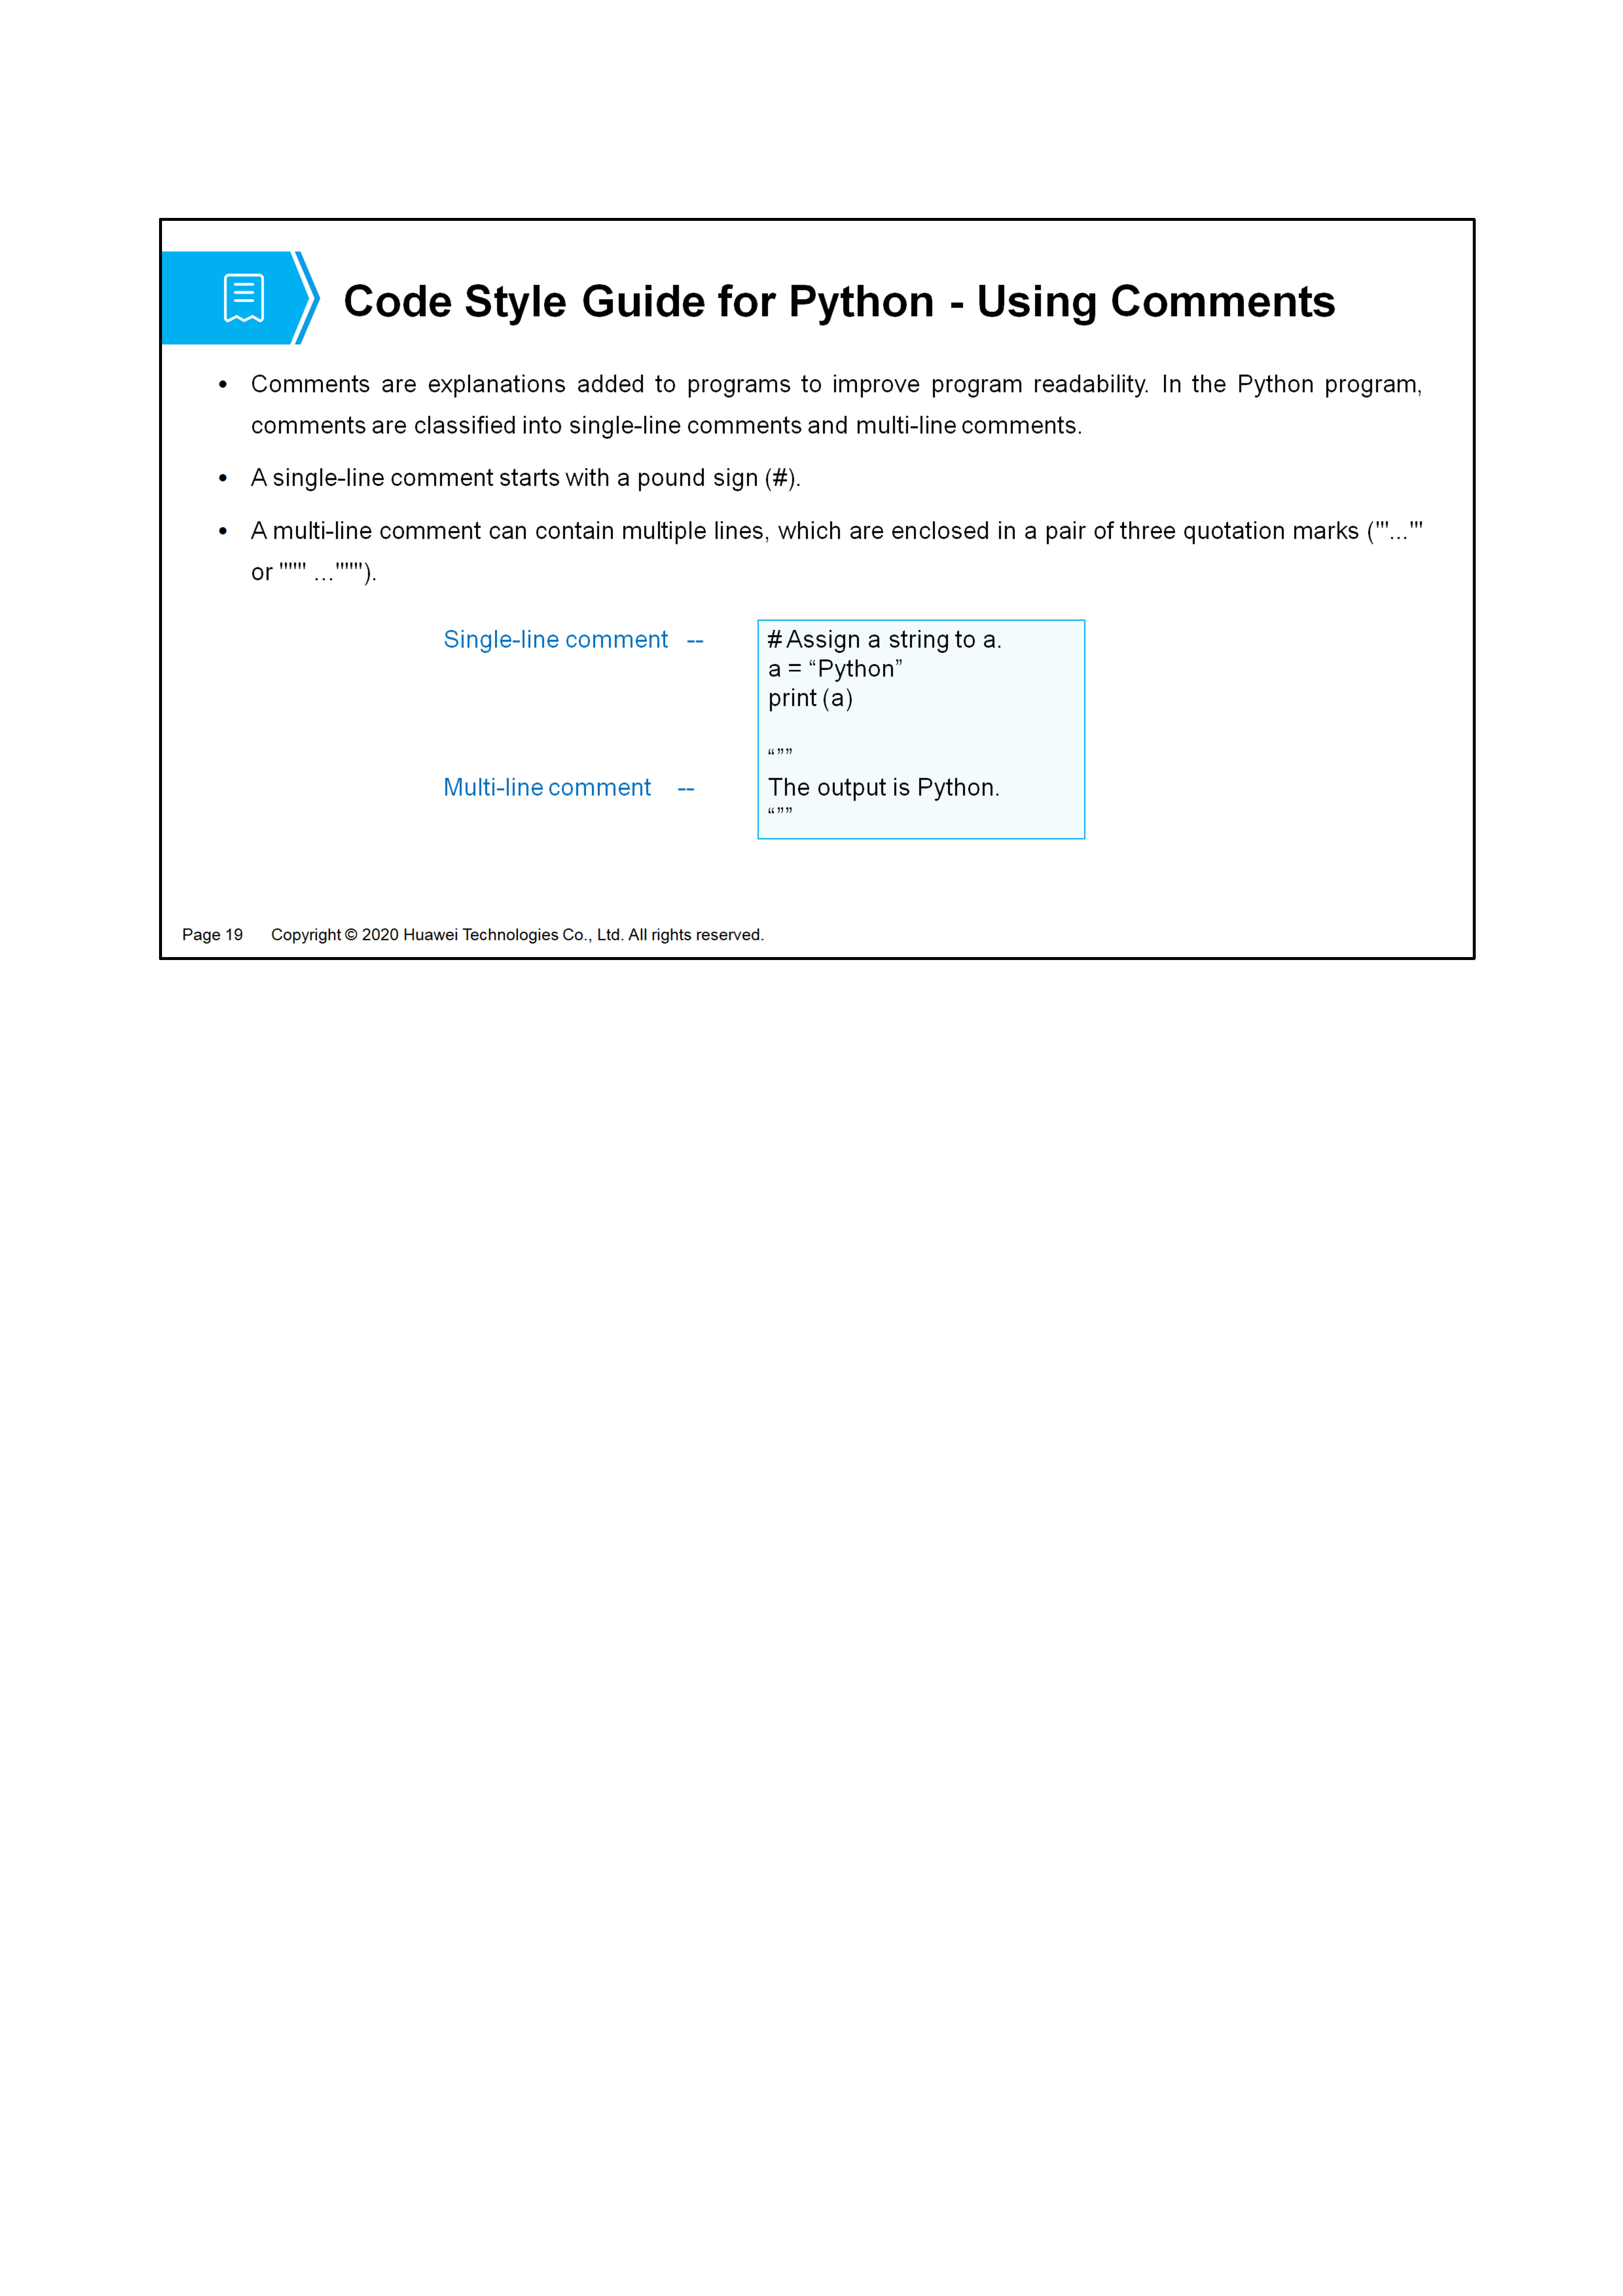 Code Style Guide for Python - Using Comments
• Comments are explanations added to programs to improve program readability. In the Python program,
comments are classified into single-line comments and multi-line comments.
• A single-line comment starts with a pound sign (#).
• A multi-line comment can contain multiple lines, which are enclosed in a pair of three quotation marks ('''...'''
or """ ...""").
Single-line comment --
# Assign a string to a.
a = “Python”
print (a)
“””
Multi-line comment --
The output is Python.
“””
Page 19 Copyright © 2020 Huawei Technologies Co., Ltd. All rights reserved.